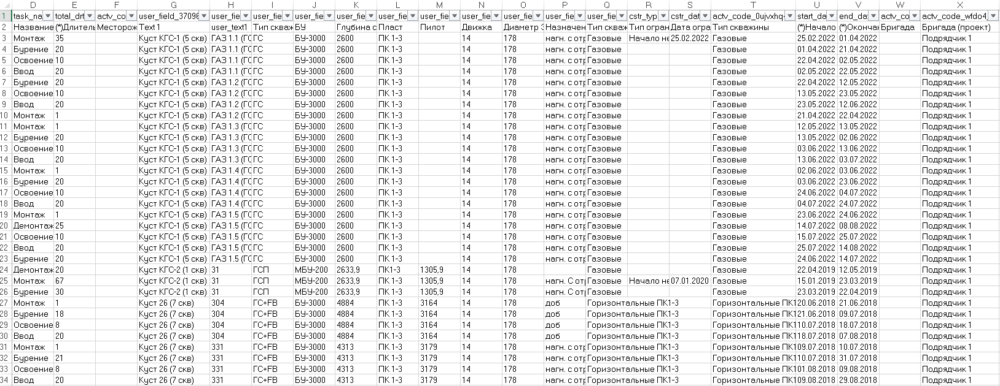 D E F G H I J K L M N O P Q R S T U V W X
1 task_na total_drt actv_co user_field_37098 user_fie user_fie user_fie user_fie user_fie user_fie user_fie user_fie user_fie user_fie cstr_typ cstr_dat actv_code_0ujvxhq start_da end_da actv_co actv_code_wfdo4
2 Название (*)Длитель Месторож Text 1 user_text1 Тип скваж БУ Глубина с Пласт Пилот Движка Диаметр Э Назначен Тип скваж Тип огран Дата огра Тип скважины (*)Начало (*)Окончан Бригада Бригада (проект)
3 Монтаж 35 Куст КГС-1 (5 скв) ГАЗ 1.1 (ГС ГС БУ-3000 2600 ПК 1-3 14 178 нагн. с отр Газовые Начало не 25.02.2022 Газовые 25.02.2022 01.04.2022 Подрядчик 1
4 Бурение 20 Куст КГС-1 (5 скв) ГАЗ 1.1 (ГС ГС БУ-3000 2600 ПК 1-3 14 178 нагн. с отр Газовые Газовые 01.04.2022 21.04.2022 Подрядчик 1
5 Освоение 10 Куст КГС-1 (5 скв) ГАЗ 1.1 (ГС ГС БУ-3000 2600 ПК 1-3 14 178 нагн. с отр Газовые Газовые 22.04.2022 02.05.2022 Подрядчик 1
6 Ввод 20 Куст КГС-1 (5 скв) ГАЗ 1.1 (ГС ГС БУ-3000 2600 ПК 1-3 14 178 нагн. с отр Газовые Газовые 02.05.2022 22.05.2022 Подрядчик 1
7 Бурение 20 Куст КГС-1 (5 скв) ГАЗ 1.2 (ГС ГС БУ-3000 2600 ПК 1-3 14 178 нагн. с отр Газовые Газовые 22.04.2022 12.05.2022 Подрядчик 1
8 Освоение 10 Куст КГС-1 (5 скв) ГАЗ 1.2 (ГС ГС БУ-3000 2600 ПК 1-3 14 178 нагн. с отр Газовые Газовые 13.05.2022 23.05.2022 Подрядчик 1
9 Ввод 20 Куст КГС-1 (5 скв) ГАЗ 1.2 (ГС ГС БУ-3000 2600 ПК 1-3 14 178 нагн. с отр Газовые Газовые 23.05.2022 12.06.2022 Подрядчик 1
10 Монтаж 1 Куст КГС-1 (5 скв) ГАЗ 1.2 (ГС ГС БУ-3000 2600 ПК 1-3 14 178 нагн. с отр Газовые Газовые 21.04.2022 22.04.2022 Подрядчик 1
11 Монтаж 1 Куст КГС-1 (5 скв) ГАЗ 1.3 (ГС ГС БУ-3000 2600 ПК 1-3 14 178 нагн. с отр Газовые Газовые 12.05.2022 13.05.2022 Подрядчик 1
12 Бурение 20 Куст КГС-1 (5 скв) ГАЗ 1.3 (ГС ГС БУ-3000 2600 ПК 1-3 14 178 нагн. с отр Газовые Газовые 13.05.2022 02.06.2022 Подрядчик 1
13 Освоение 10 Куст КГС-1 (5 скв) ГАЗ 1.3 (ГС ГС БУ-3000 2600 ПК 1-3 14 178 нагн. с отр Газовые Газовые 03.06.2022 13.06.2022 Подрядчик 1
14 Ввод 20 Куст КГС-1 (5 скв) ГАЗ 1.3 (ГС ГС БУ-3000 2600 ПК 1-3 14 178 нагн. с отр Газовые Газовые 13.06.2022 03.07.2022 Подрядчик 1
15 Монтаж 1 Куст КГС-1 (5 скв) ГАЗ 1.4 (ГС ГС БУ-3000 2600 ПК 1-3 14 178 нагн. с отр Газовые Газовые 02.06.2022 03.06.2022 Подрядчик 1
16 Бурение 20 Куст КГС-1 (5 скв) ГАЗ 1.4 (ГС ГС БУ-3000 2600 ПК 1-3 14 178 нагн. с отр Газовые Газовые 03.06.2022 23.06.2022 Подрядчик 1
17 Освоение 10 Куст КГС-1 (5 скв) ГАЗ 1.4 (ГС ГС БУ-3000 2600 ПК 1-3 14 178 нагн. с отр Газовые Газовые 24.06.2022 04.07.2022 Подрядчик 1
18 Ввод 20 Куст КГС-1 (5 скв) ГАЗ 1.4 (ГС ГС БУ-3000 2600 ПК 1-3 14 178 нагн. с отр Газовые Газовые 04.07.2022 24.07.2022 Подрядчик 1
19 Монтаж 1 Куст КГС-1 (5 скв) ГАЗ 1.5 (ГС ГС БУ-3000 2600 ПК 1-3 14 178 нагн. с отр Газовые Газовые 23.06.2022 24.06.2022 Подрядчик 1
20 Демонтаж 25 Куст КГС-1 (5 скв) ГАЗ 1.5 (ГС ГС БУ-3000 2600 ПК 1-3 14 178 нагн. с отр Газовые Газовые 14.07.2022 08.08.2022 Подрядчик 1
21 Освоение 10 Куст КГС-1 (5 скв) ГАЗ 1.5 (ГС ГС БУ-3000 2600 ПК 1-3 14 178 нагн. с отр Газовые Газовые 15.07.2022 25.07.2022 Подрядчик 1
22 Ввод 20 Куст КГС-1 (5 скв) ГАЗ 1.5 (ГС ГС БУ-3000 2600 ПК 1-3 14 178 нагн. с отр Газовые Газовые 25.07.2022 14.08.2022 Подрядчик 1
23 Бурение 20 Куст КГС-1 (5 скв) ГАЗ 1.5 (ГС ГС БУ-3000 2600 ПК 1-3 14 178 нагн. с отр Газовые Газовые 24.06.2022 14.07.2022 Подрядчик 1
24 Демонтаж 20 Куст КГС-2 (1 скв) 31 ГСП МБУ-200 2633,9 ПК1-3 1305,9 14 178 Газовые Газовые 22.04.2019 12.05.2019 Подрядчик 1
25 Монтаж 67 Куст КГС-2 (1 скв) 31 ГСП МБУ-200 2633,9 ПК 1-3 1305,9 14 178 нагн. С отр Газовые Начало не 07.01.2020 Газовые 15.01.2019 23.03.2019 Подрядчик 1
26 Бурение 30 Куст КГС-2 (1 скв) 31 ГСП МБУ-200 2633,9 ПК 1-3 1305,9 14 178 нагн. С отр Газовые Газовые 23.03.2019 22.04.2019 Подрядчик 1
27 Монтаж 1 Куст 26 (7 скв) 304 ГС+FB БУ-3000 4884 ПК 1-3 3164 14 178 доб Горизонтальные ПК1-3 Горизонтальные ПК1 20.06.2018 21.06.2018 Подрядчик 1
28 Бурение 18 Куст 26 (7 скв) 304 ГС+FB БУ-3000 4884 ПК 1-3 3164 14 178 доб Горизонтальные ПК1-3 Горизонтальные ПК1 21.06.2018 09.07.2018 Подрядчик 1
29 Освоение 8 Куст 26 (7 скв) 304 ГС+FB БУ-3000 4884 ПК 1-3 3164 14 178 доб Горизонтальные ПК1-3 Горизонтальные ПК1 10.07.2018 18.07.2018 Подрядчик 1
30 Ввод 20 Куст 26 (7 скв) 304 ГС+FB БУ-3000 4884 ПК 1-3 3164 14 178 доб Горизонтальные ПК1-3 Горизонтальные ПК1 18.07.2018 07.08.2018 Подрядчик 1
31 Монтаж 1 Куст 26 (7 скв) 331 ГС+FB БУ-3000 4313 ПК 1-3 3179 14 178 нагн. с отр Горизонтальные ПК1-3 Горизонтальные ПК1 09.07.2018 10.07.2018 Подрядчик 1
32 Бурение 21 Куст 26 (7 скв) 331 ГС+FB БУ-3000 4313 ПК 1-3 3179 14 178 нагн. с отр Горизонтальные ПК1-3 Горизонтальные ПК1 10.07.2018 31.07.2018 Подрядчик 1
33 Освоение 8 Куст 26 (7 скв) 331 ГС+FB БУ-3000 4313 ПК 1-3 3179 14 178 нагн. с отр Горизонтальные ПК1-3 Горизонтальные ПК1 01.08.2018 09.08.2018 Подрядчик 1
34 Ввод 20 Куст 26 (7 скв) 331 ГС+FB БУ-3000 4313 ПК 1-3 3179 14 178 нагн. с отр Горизонтальные ПК1-3 Горизонтальные ПК1 09.08.2018 29.08.2018 Подрядчик 1